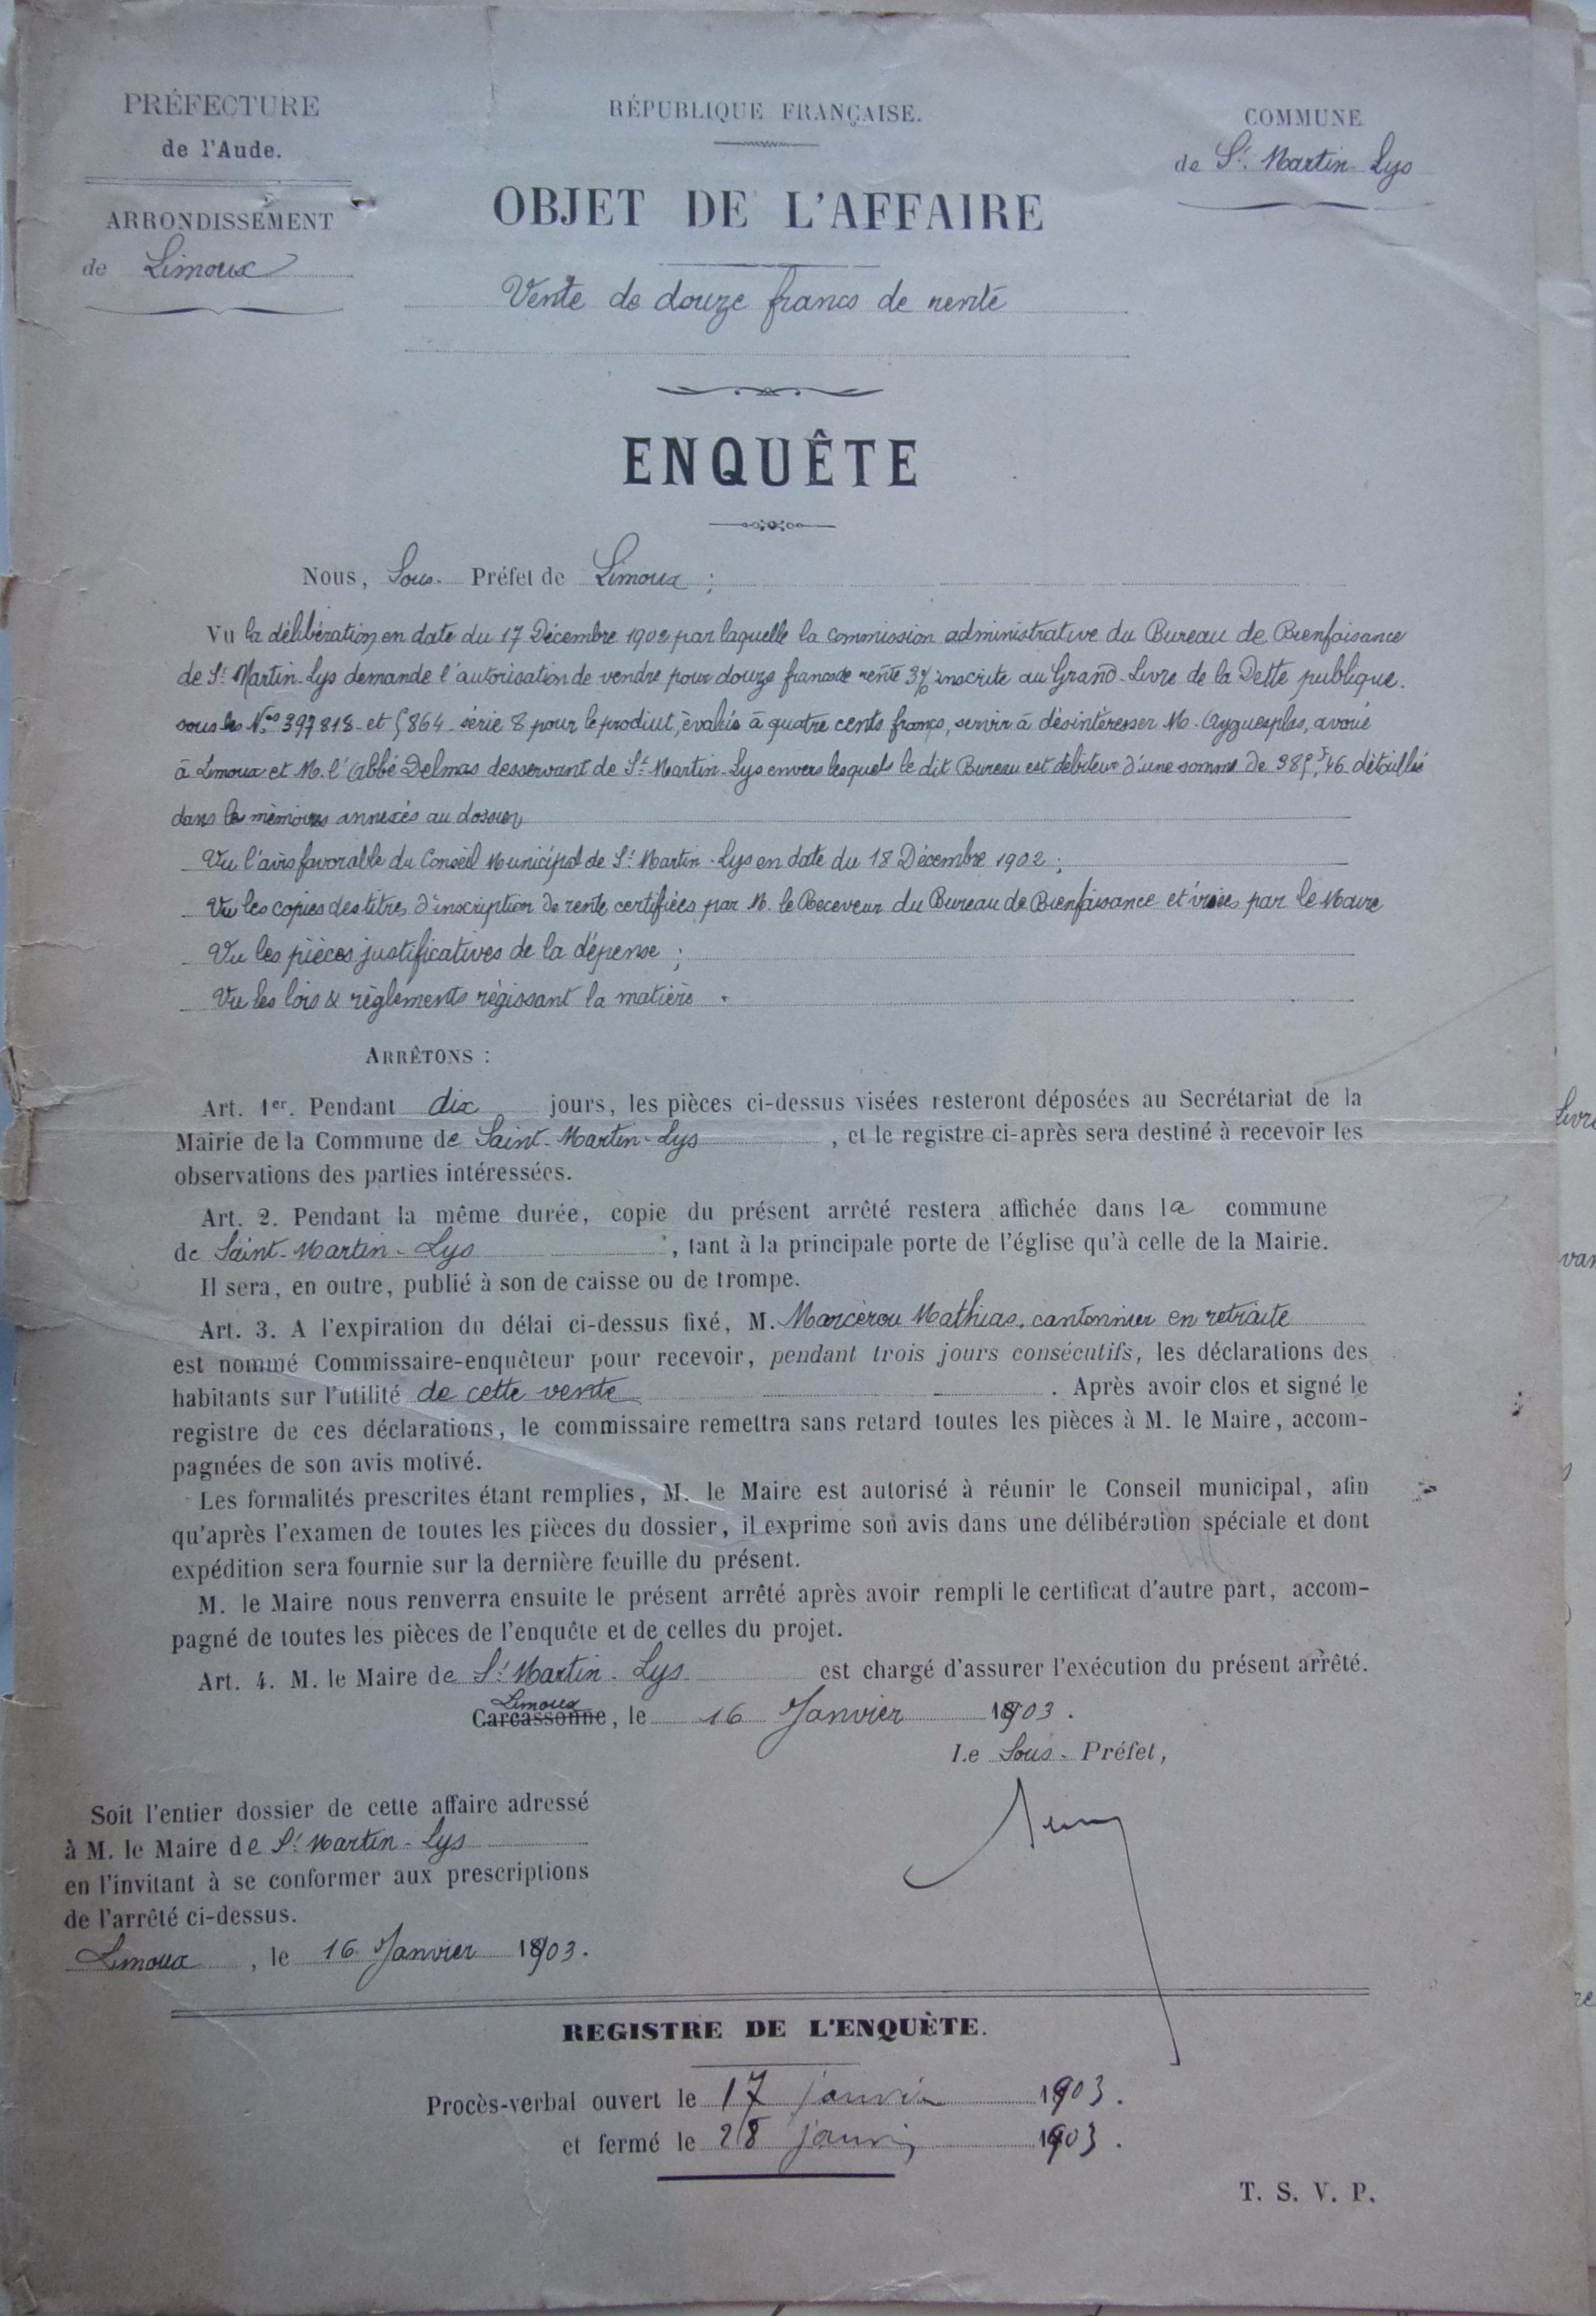 PRÉFECTURE
de l'Aude.
ARRONDISSEMENT
de Limoux
RÉPUBLIQUE FRANÇAISE.
COMMUNE
de St. Martin-Lys
OBJET DE L'AFFAIRE
Vente de douze francs de rente
ENQUÊTE
Nous, Sous-Préfet de Limoux ;
Vu la délibération en date du 17 Décembre 1902 par laquelle la commission administrative du Bureau de Bienfaisance
de St. Martin-Lys demande l'autorisation de vendre pour douze francs de rente 3% inscrite au Grand-Livre de la Dette publique.
sous les Nos 397818 et 5864 série 8 pour le produit, évalué à quatre cents francs, servir à désintéresser M. Ayguesplas, avoué
à Limoux et M. l'Abbé Delmas desservant de St. Martin-Lys envers lesquels le dit Bureau est débiteur d'une somme de détaillée
dans les mémoires annexés au dossier
Vu l'avis favorable du Conseil Municipal de St. Martin-Lys en date du 18 Décembre 1902 ;
Vu les copies des titres d'inscription de rente certifiées par M. le Receveur du Bureau de Bienfaisance et visées par le Maire
Vu les pièces justificatives de la dépense ;
Vu les lois & règlements régissant la matière .
ARRÊTONS :
Art. 1er. Pendant dix jours, les pièces ci-dessus visées resteront déposées au Secrétariat de la
Mairie de la Commune de Saint-Martin-Lys , et le registre ci-après sera destiné à recevoir les
observations des parties intéressées.
Art. 2. Pendant la même durée, copie du présent arrêté restera affichée dans la commune
de Saint-Martin-Lys , tant à la principale porte de l'église qu'à celle de la Mairie.
Il sera, en outre, publié à son de caisse ou de trompe.
Art. 3. A l'expiration du délai ci-dessus fixé, M. Marcerou Mathias, cantonnier en retraite
est nommé Commissaire-enquêteur pour recevoir, pendant trois jours consécutifs, les déclarations des
habitants sur l'utilité de cette vente . Après avoir clos et signé le
registre de ces déclarations, le commissaire remettra sans retard toutes les pièces à M. le Maire, accom-
pagnées de son avis motivé.
Les formalités prescrites étant remplies, M. le Maire est autorisé à réunir le Conseil municipal, afin
qu'après l'examen de toutes les pièces du dossier, il exprime son avis dans une délibération spéciale et dont
expédition sera fournie sur la dernière feuille du présent.
M. le Maire nous renverra ensuite le présent arrêté après avoir rempli le certificat d'autre part, accom-
pagné de toutes les pièces de l'enquête et de celles du projet.
Art. 4. M. le Maire de St. Martin-Lys est chargé d'assurer l'exécution du présent arrêté.
Limoux
Carcassonne, le 16 Janvier 1903.
Le Sous-Préfet,
Soit l'entier dossier de cette affaire adressé
à M. le Maire de St. Martin-Lys
en l'invitant à se conformer aux prescriptions
de l'arrêté ci-dessus.
Limoux , le 16 Janvier 1903.
REGISTRE DE L'ENQUÊTE.
Procès-verbal ouvert le 17 janvier 1903.
et fermé le 28 janvier 1903.
T. S. V. P.